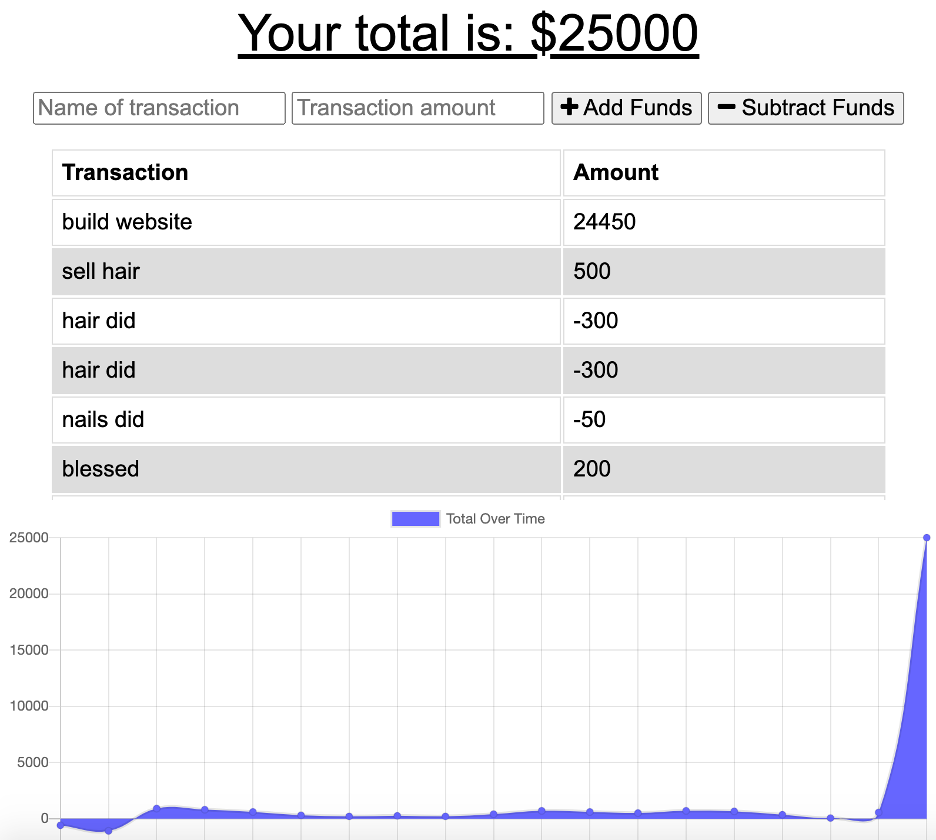 Your total is: $25000
Name of transaction Transaction amount + Add Funds − Subtract Funds
Transaction Amount
build website 24450
sell hair 500
hair did -300
hair did -300
nails did -50
blessed 200
Total Over Time
25000
20000
15000
10000
5000
0